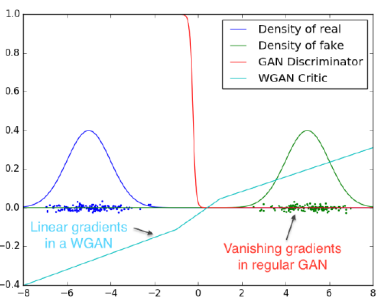 1.0
Density of real
Density of fake
GAN Discriminator
WGAN Critic
0.8
0.6
0.4
0.2
0.0
−0.2
−0.4
Linear gradients
in a WGAN
Vanishing gradients
in regular GAN
−8 −6 −4 −2 0 2 4 6 8